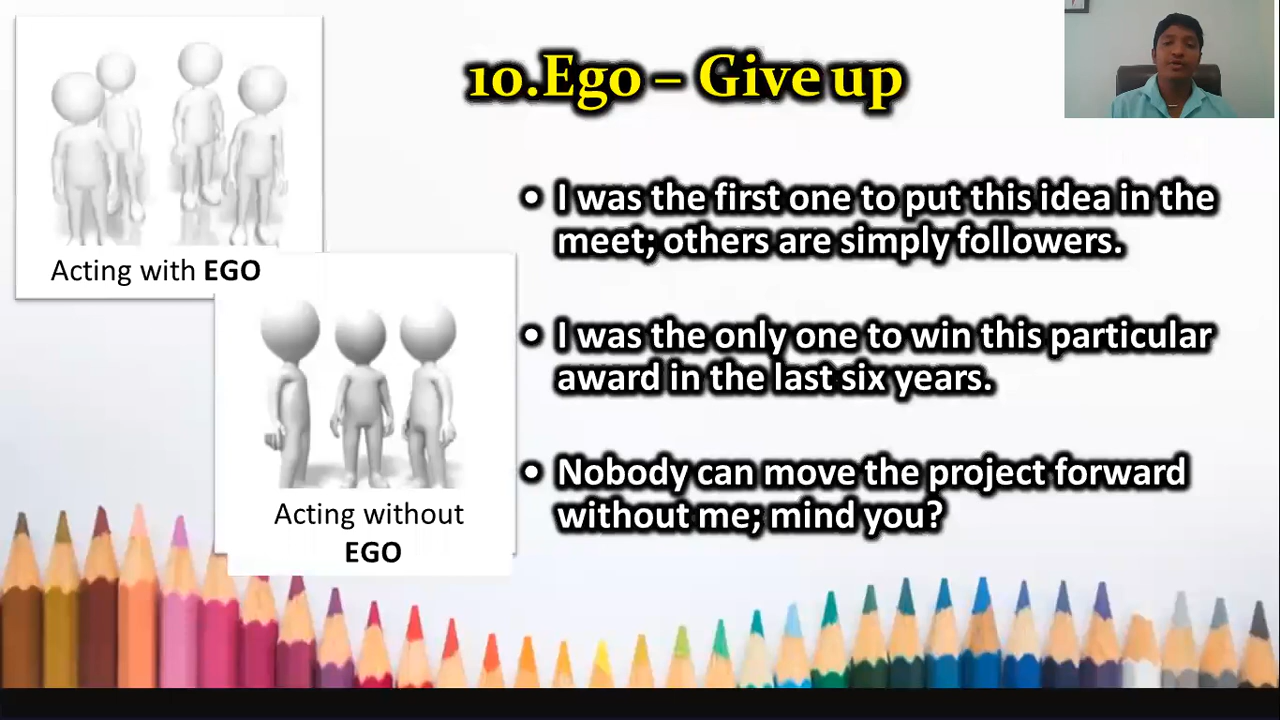 10.Ego – Give up
Acting with EGO
Acting without
EGO
• I was the first one to put this idea in the
meet; others are simply followers.
• I was the only one to win this particular
award in the last six years.
• Nobody can move the project forward
without me; mind you?